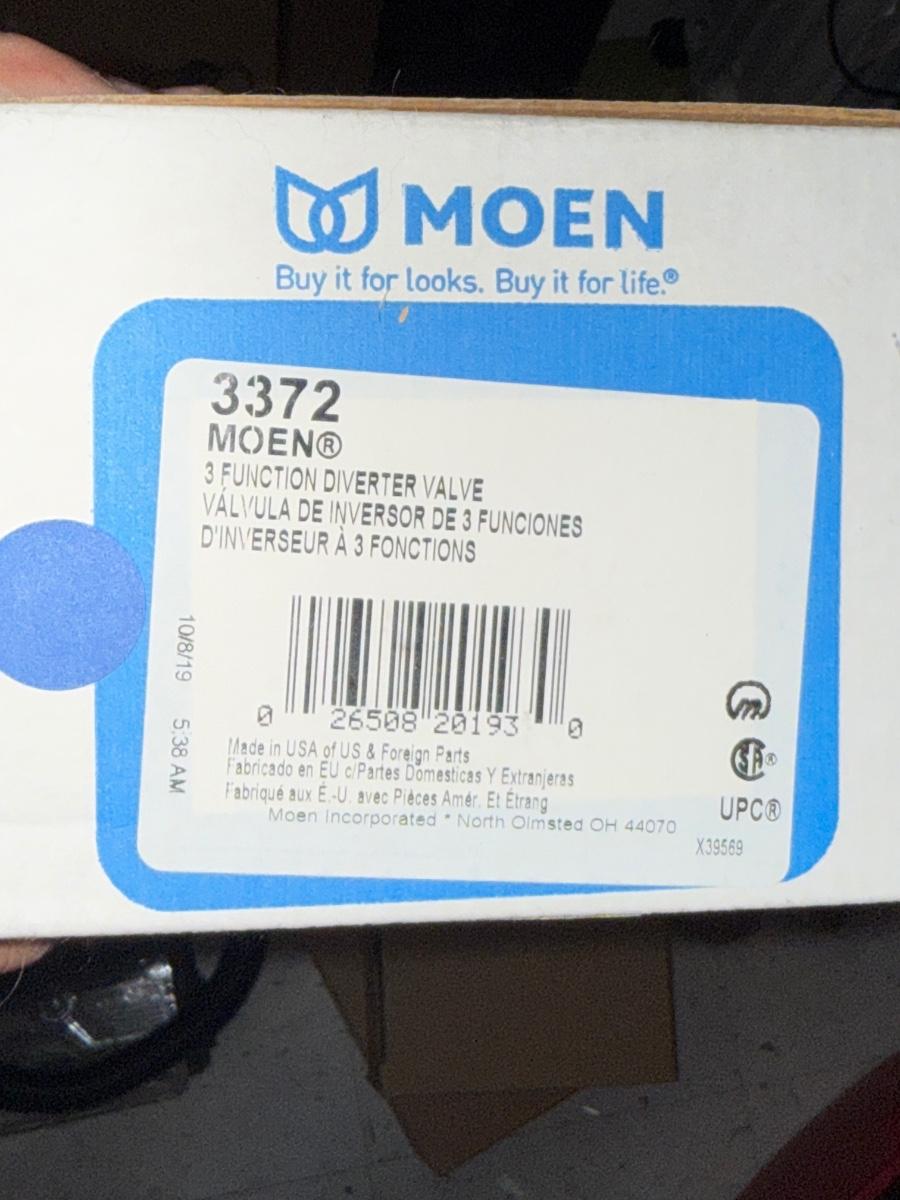 MOEN
Buy it for looks. Buy it for life.®
3372
MOEN®
3 FUNCTION DIVERTER VALVE
VÁLVULA DE INVERSOR DE 3 FUNCIONES
D'INVERSEUR À 3 FONCTIONS
10/8/19 5:38 AM
0 26508 20193 0
Made in USA of US & Foreign Parts
Fabricado en EU c/Partes Domesticas Y Extranjeras
Fabriqué aux É.-U. avec Pièces Amér. Et Étrang
Moen Incorporated * North Olmsted OH 44070
SA®
UPC®
X39569